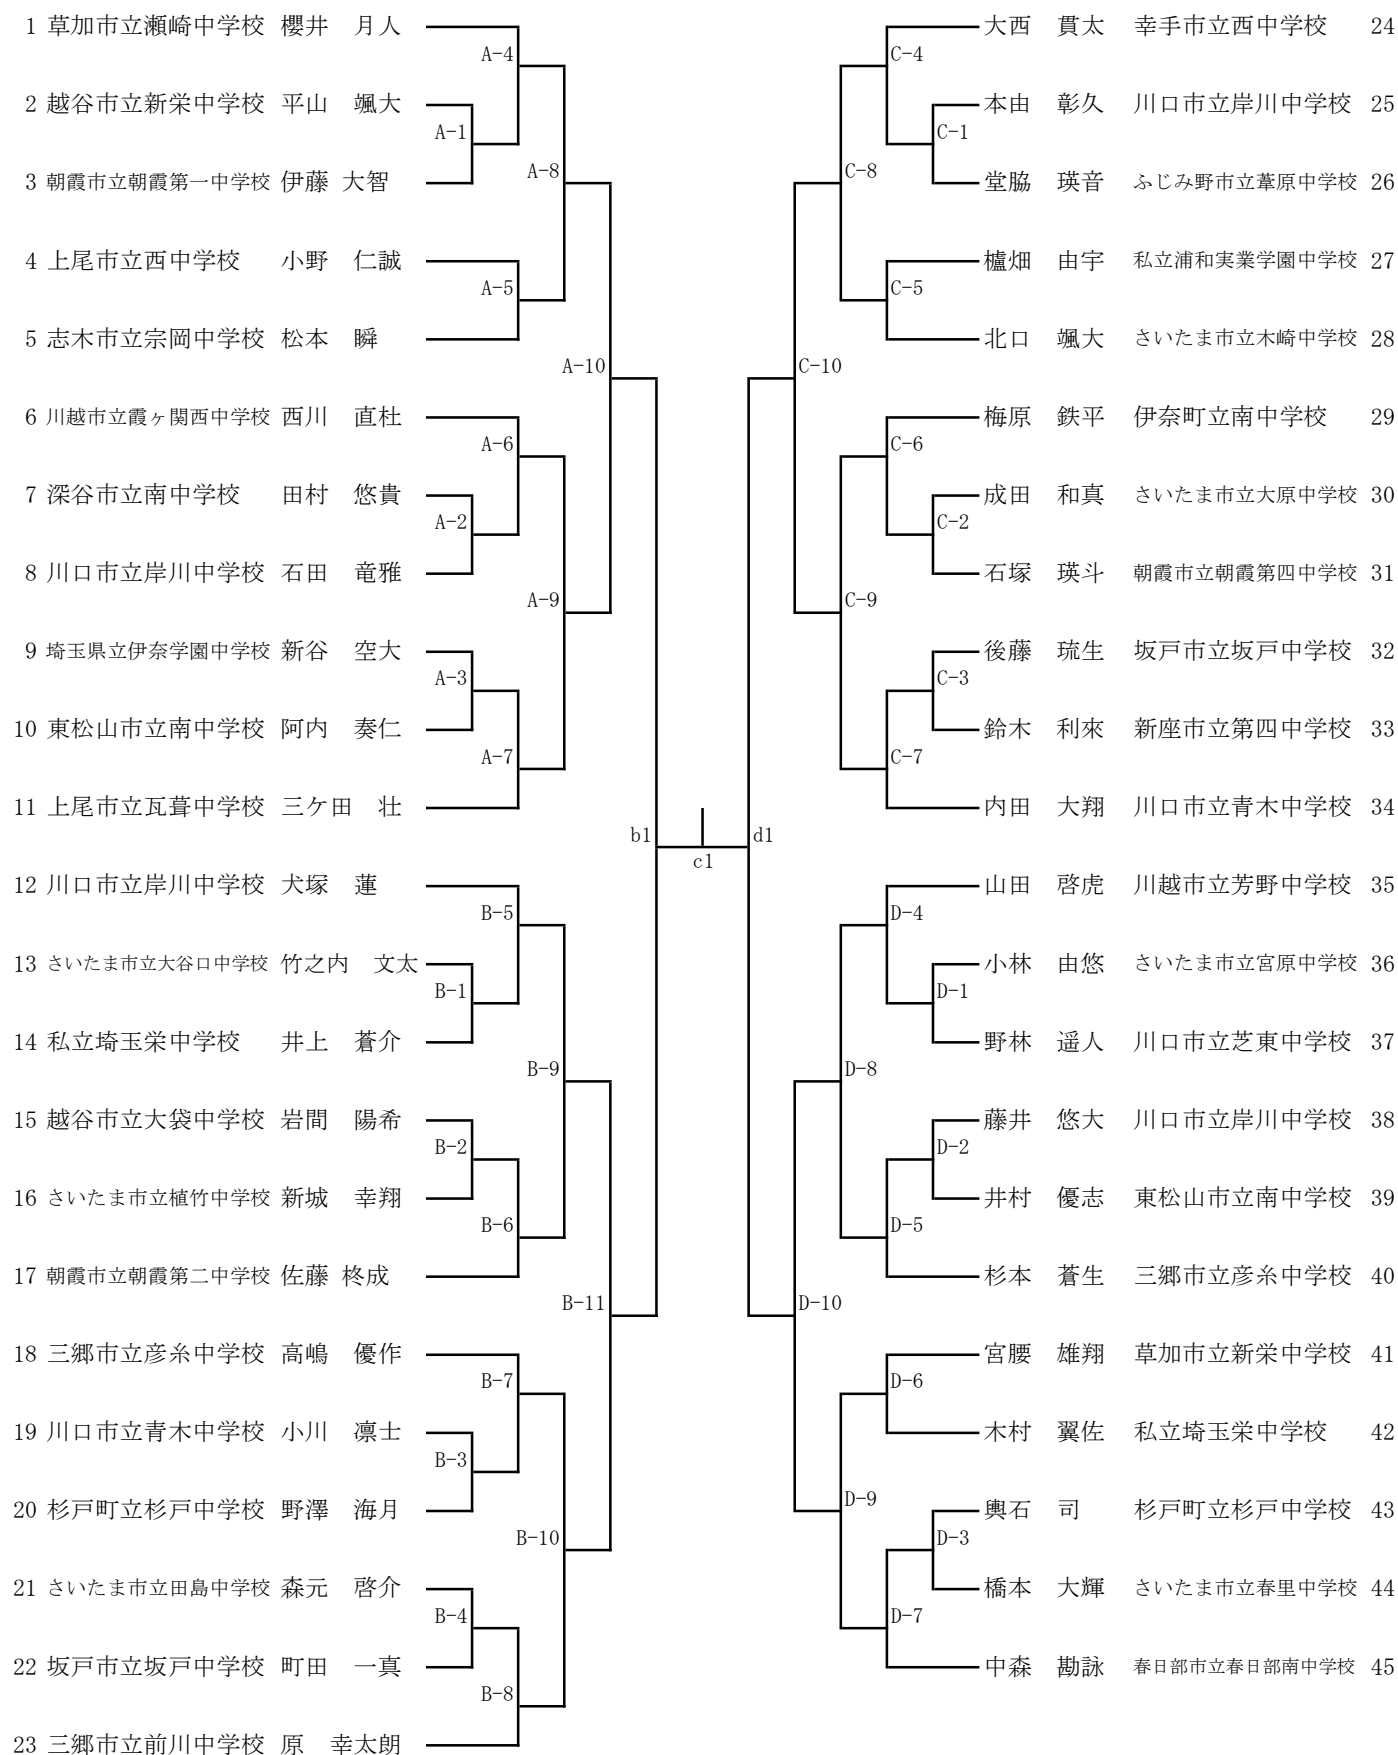 1 草加市立瀬崎中学校 櫻井　月人
A-4
2 越谷市立新栄中学校 平山　颯大
A-1
3 朝霞市立朝霞第一中学校 伊藤 大智
A-8
4 上尾市立西中学校 小野　仁誠
A-5
5 志木市立宗岡中学校 松本　瞬
A-10
6 川越市立霞ヶ関西中学校 西川　直杜
A-6
7 深谷市立南中学校 田村　悠貴
A-2
8 川口市立岸川中学校 石田　竜雅
A-9
9 埼玉県立伊奈学園中学校 新谷　空大
A-3
10 東松山市立南中学校 阿内　奏仁
A-7
11 上尾市立瓦葺中学校 三ケ田　壮
b1
12 川口市立岸川中学校 犬塚　蓮
B-5
13 さいたま市立大谷口中学校 竹之内　文太
B-1
14 私立埼玉栄中学校 井上　蒼介
B-9
15 越谷市立大袋中学校 岩間　陽希
B-2
16 さいたま市立植竹中学校 新城　幸翔
B-6
17 朝霞市立朝霞第二中学校 佐藤 柊成
B-11
18 三郷市立彦糸中学校 高嶋　優作
B-7
19 川口市立青木中学校 小川　凛士
B-3
20 杉戸町立杉戸中学校 野澤　海月
B-10
21 さいたま市立田島中学校 森元　啓介
B-4
22 坂戸市立坂戸中学校 町田　一真
B-8
23 三郷市立前川中学校 原　幸太朗
c1
大西　貫太 幸手市立西中学校 24
C-4
本由　彰久 川口市立岸川中学校 25
C-1
堂脇　瑛音 ふじみ野市立葦原中学校 26
C-8
櫨畑　由宇 私立浦和実業学園中学校 27
C-5
北口　颯大 さいたま市立木崎中学校 28
C-10
梅原　鉄平 伊奈町立南中学校 29
C-6
成田　和真 さいたま市立大原中学校 30
C-2
石塚　瑛斗 朝霞市立朝霞第四中学校 31
C-9
後藤　琉生 坂戸市立坂戸中学校 32
C-3
鈴木　利來 新座市立第四中学校 33
C-7
内田　大翔 川口市立青木中学校 34
d1
山田　啓虎 川越市立芳野中学校 35
D-4
小林　由悠 さいたま市立宮原中学校 36
D-1
野林　遥人 川口市立芝東中学校 37
D-8
藤井　悠大 川口市立岸川中学校 38
D-2
井村　優志 東松山市立南中学校 39
D-5
杉本　蒼生 三郷市立彦糸中学校 40
D-10
宮腰　雄翔 草加市立新栄中学校 41
D-6
木村　翼佐 私立埼玉栄中学校 42
D-9
輿石　司 杉戸町立杉戸中学校 43
D-3
橋本　大輝 さいたま市立春里中学校 44
D-7
中森　勘詠 春日部市立春日部南中学校 45